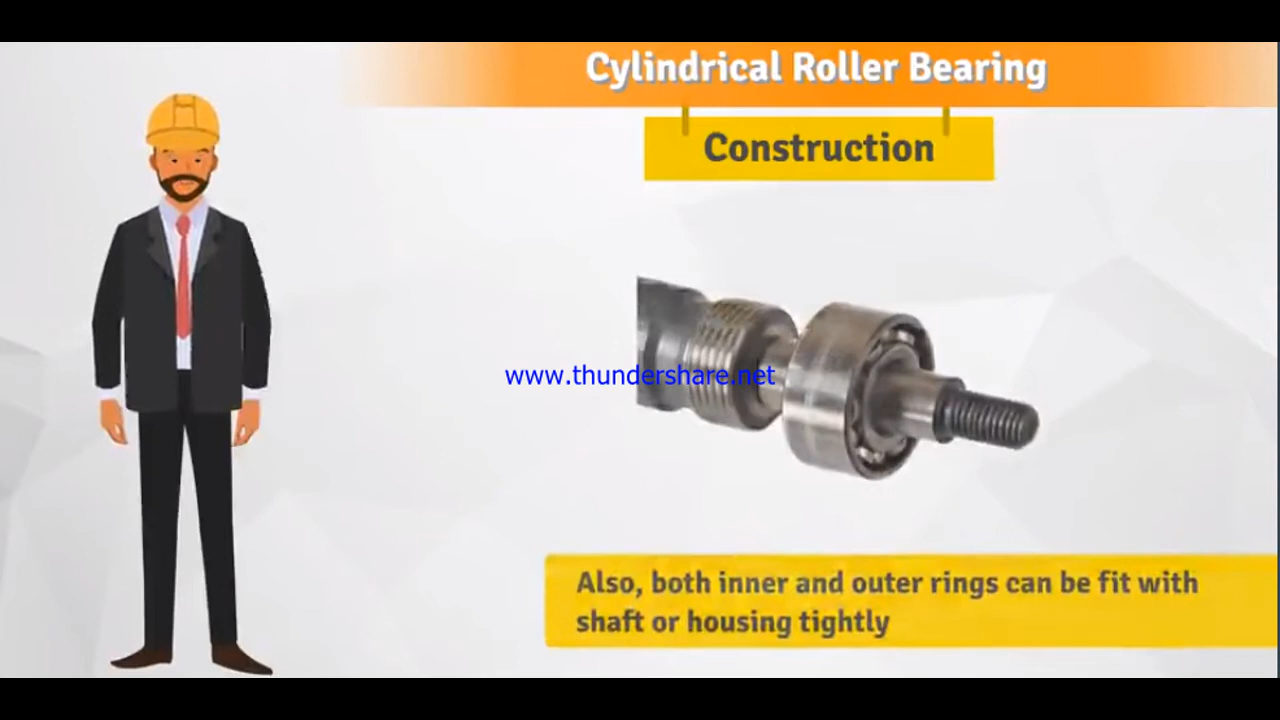 Cylindrical Roller Bearing
Construction
www.thundershare.net
Also, both inner and outer rings can be fit with
shaft or housing tightly